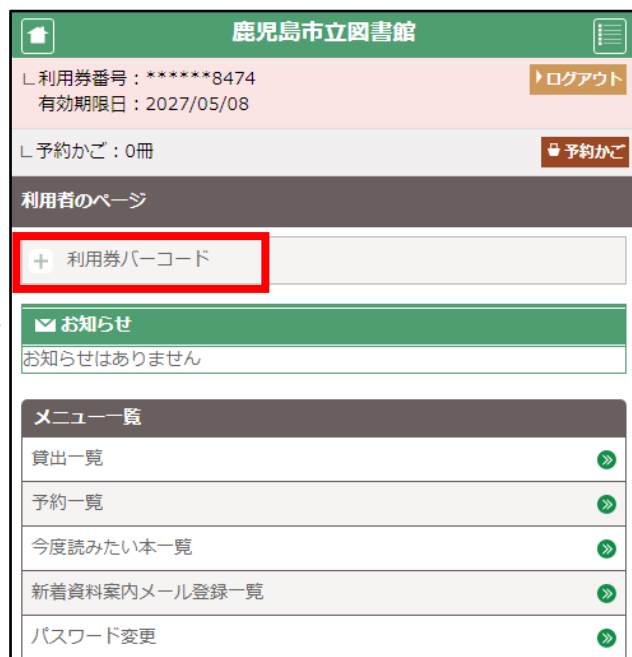 鹿児島市立図書館
∟利用券番号：******8474
ログアウト
有効期限日：2027/05/08
∟予約かご：0冊
予約かご
利用者のページ
＋ 利用券バーコード
お知らせ
お知らせはありません
メニュー一覧
貸出一覧
予約一覧
今度読みたい本一覧
新着資料案内メール登録一覧
パスワード変更